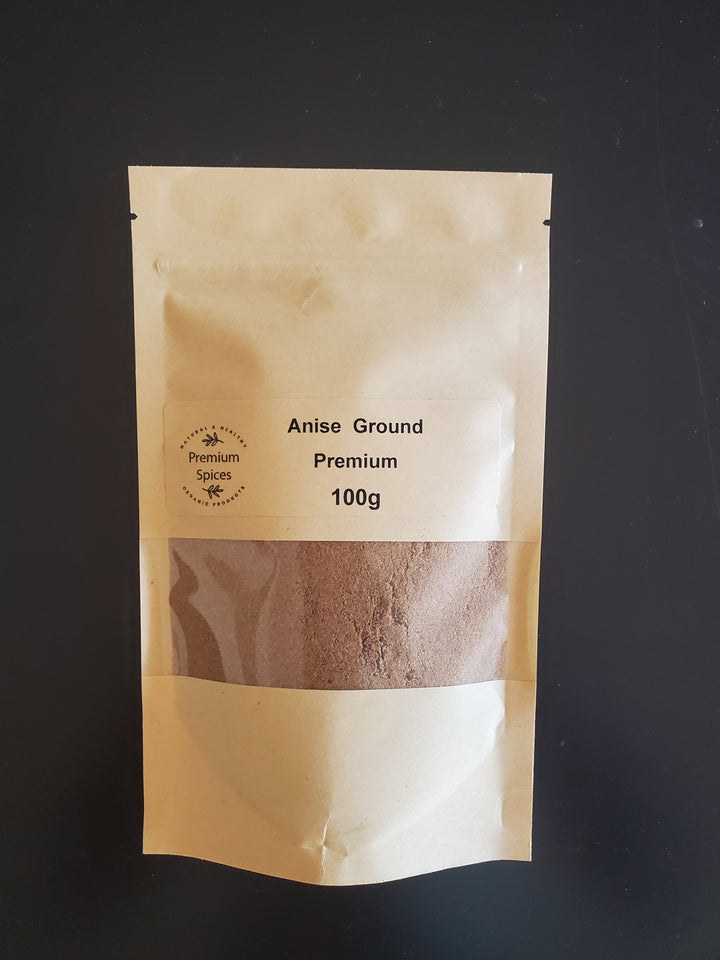 NATURAL & HEALTHY
Premium
Spices
ORGANIC PRODUCTS
Anise Ground
Premium
100g